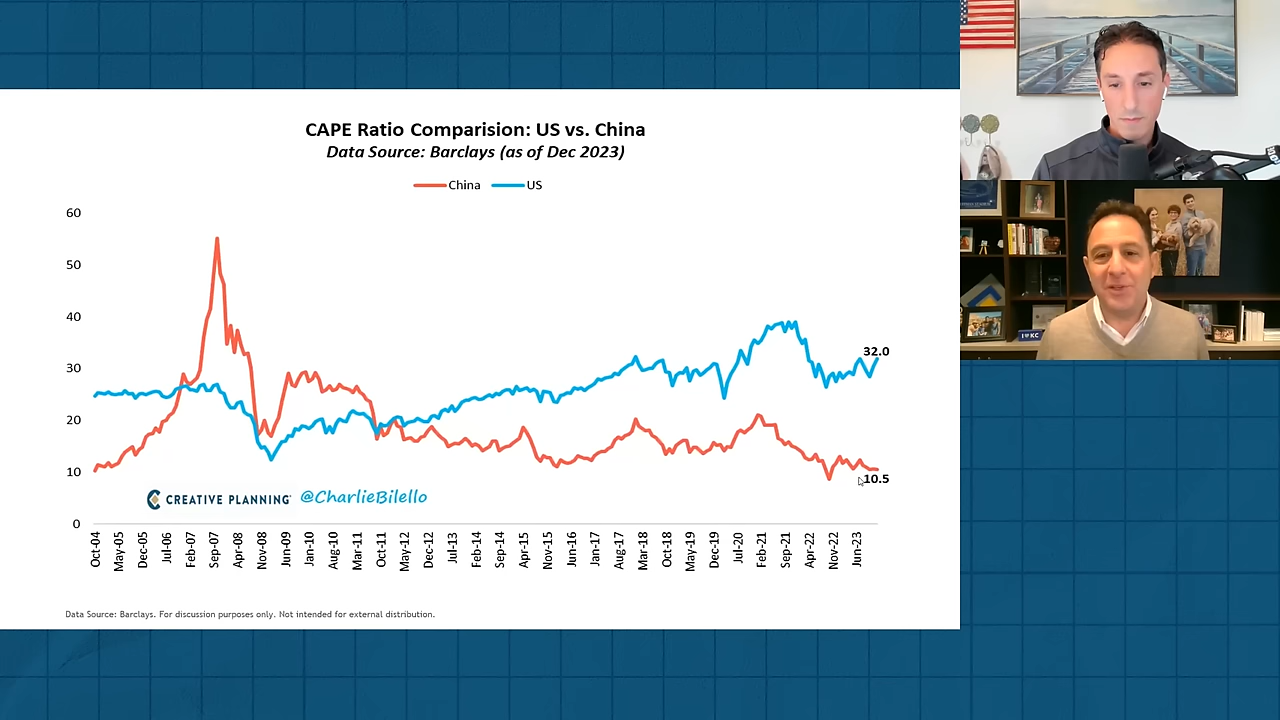 CAPE Ratio Comparision: US vs. China
Data Source: Barclays (as of Dec 2023)
China US
60
50
40
30
20
10
0
32.0
10.5
CREATIVE PLANNING @CharlieBilello
Oct-04
May-05
Dec-05
Jul-06
Feb-07
Sep-07
Apr-08
Nov-08
Jun-09
Jan-10
Aug-10
Mar-11
Oct-11
May-12
Dec-12
Jul-13
Feb-14
Sep-14
Apr-15
Nov-15
Jun-16
Jan-17
Aug-17
Mar-18
Oct-18
May-19
Dec-19
Jul-20
Feb-21
Sep-21
Apr-22
Nov-22
Jun-23
Data Source: Barclays. For discussion purposes only. Not intended for external distribution.
KC